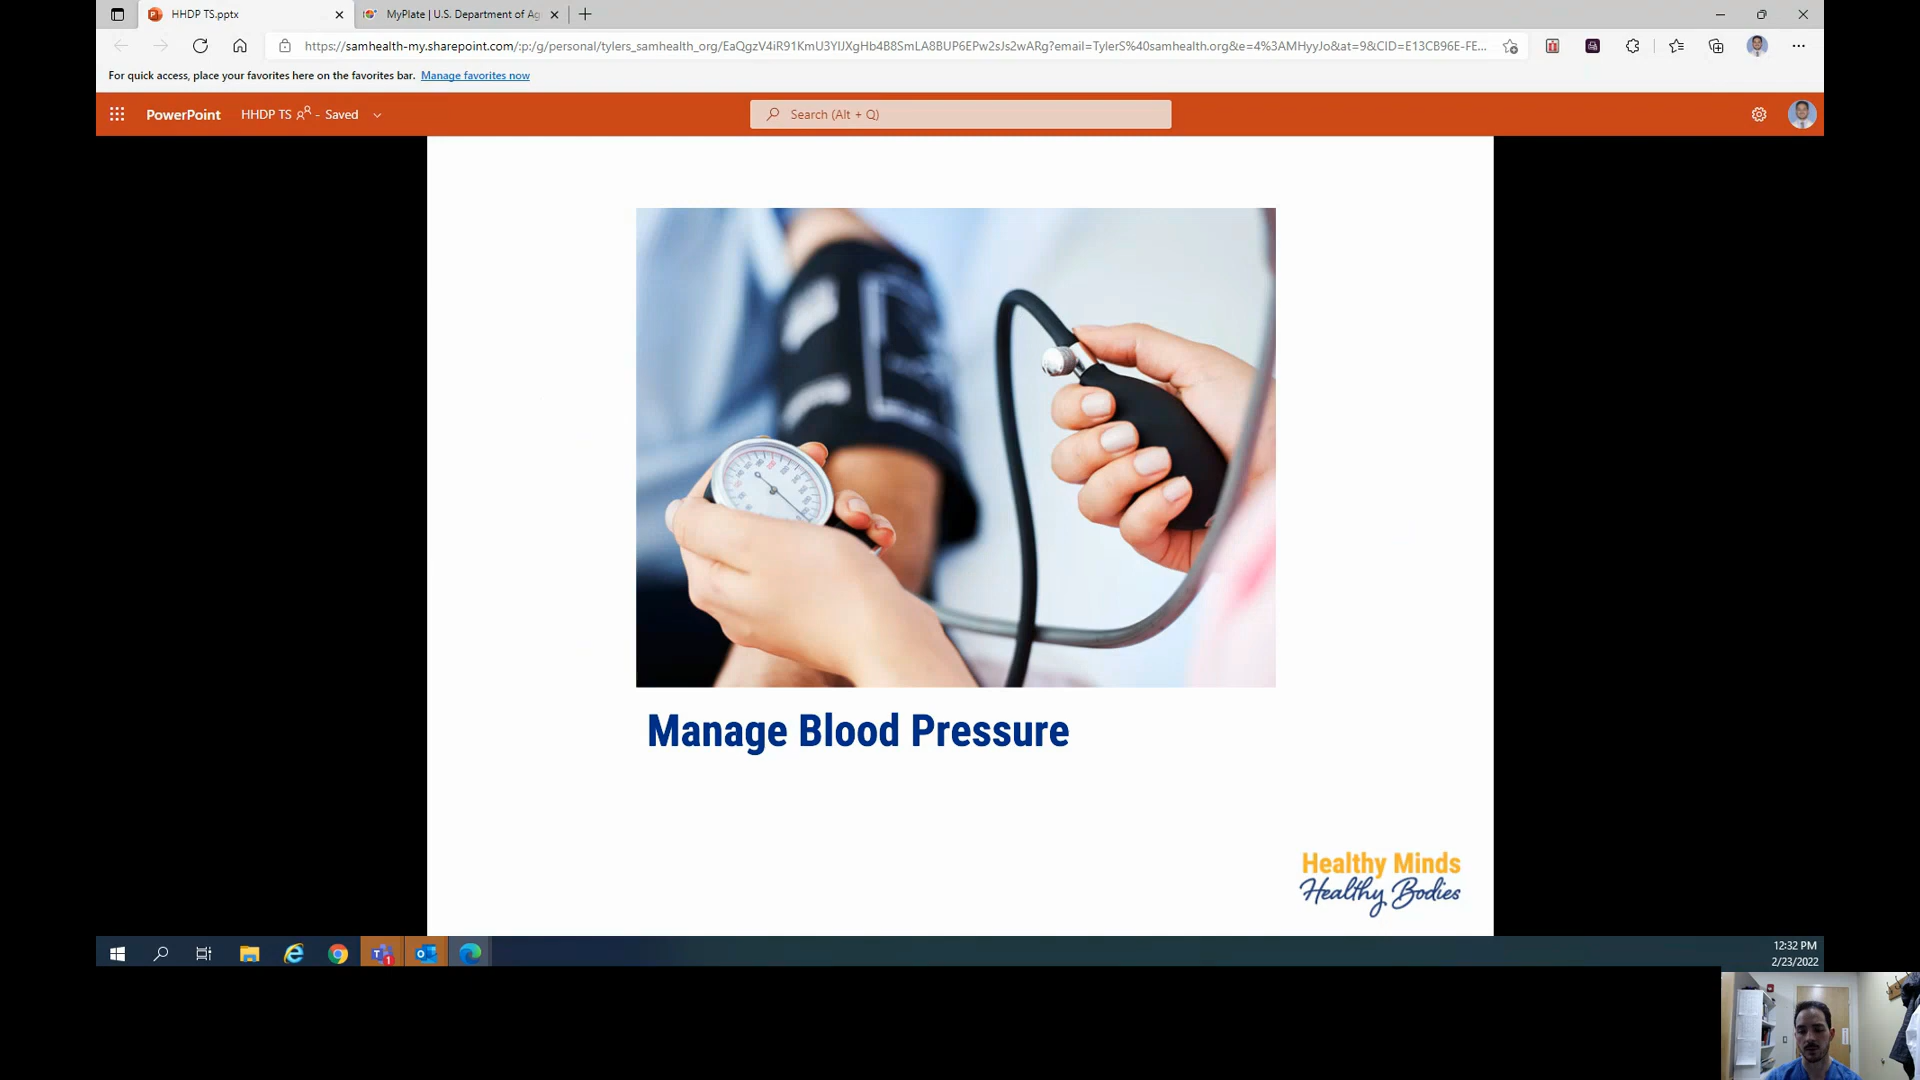 HHDP TS.pptx
MyPlate | U.S. Department of Ag
https://samhealth-my.sharepoint.com/:p:/g/personal/tylers_samhealth_org/EaQgzV4iR91KmU3YIJXgHb4B8SmLA8BUP6EPw2sJs2wARg?email=TylerS%40samhealth.org&e=4%3AMHyyJo&at=9&CID=E13CB96E-FE...
For quick access, place your favorites here on the favorites bar. Manage favorites now
PowerPoint HHDP TS - Saved
Search (Alt + Q)
Manage Blood Pressure
Healthy Minds
Healthy Bodies
1
12:32 PM
2/23/2022